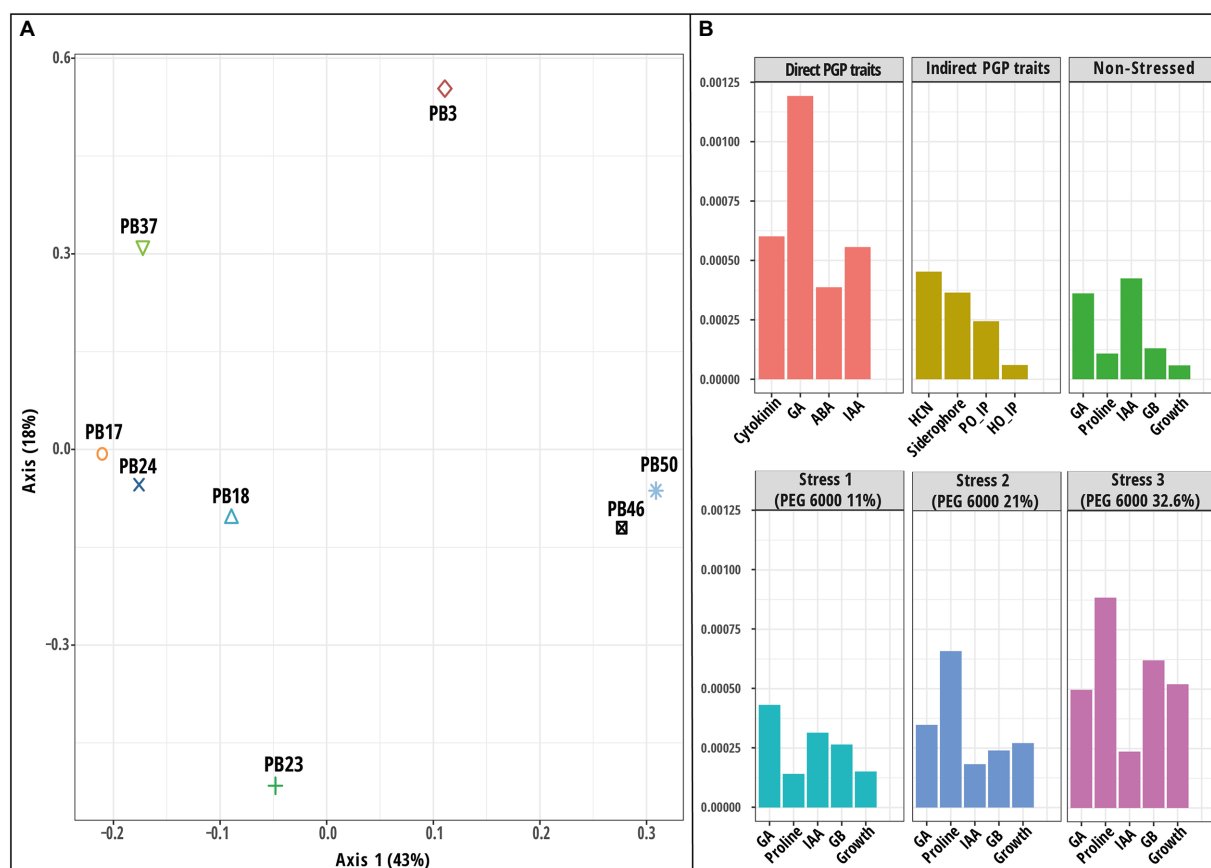 A
0.6
0.3
0.0
−0.3
Axis (18%)
PB3
PB37
PB17
PB24
PB18
PB50
PB46
PB23
−0.2
−0.1
0.0
0.1
0.2
0.3
Axis 1 (43%)
B
Direct PGP traits
Indirect PGP traits
Non-Stressed
0.00125
0.00100
0.00075
0.00050
0.00025
0.00000
Cytokinin
GA
ABA
IAA
HCN
Siderophore
PO_IP
HO_IP
GA
Proline
IAA
GB
Growth
Stress 1
(PEG 6000 11%)
Stress 2
(PEG 6000 21%)
Stress 3
(PEG 6000 32.6%)
0.00125
0.00100
0.00075
0.00050
0.00025
0.00000
GA
Proline
IAA
GB
Growth
GA
Proline
IAA
GB
Growth
GA
Proline
IAA
GB
Growth